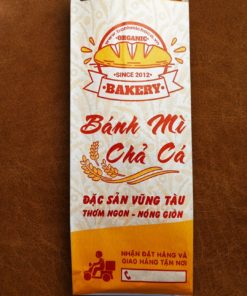 ORGANIC
SINCE 2012
BAKERY
Bánh Mì
Chả Cá
ĐẶC SẢN VŨNG TÀU
THƠM NGON - NÓNG GIÒN
NHẬN ĐẶT HÀNG VÀ
GIAO HÀNG TẬN NƠI